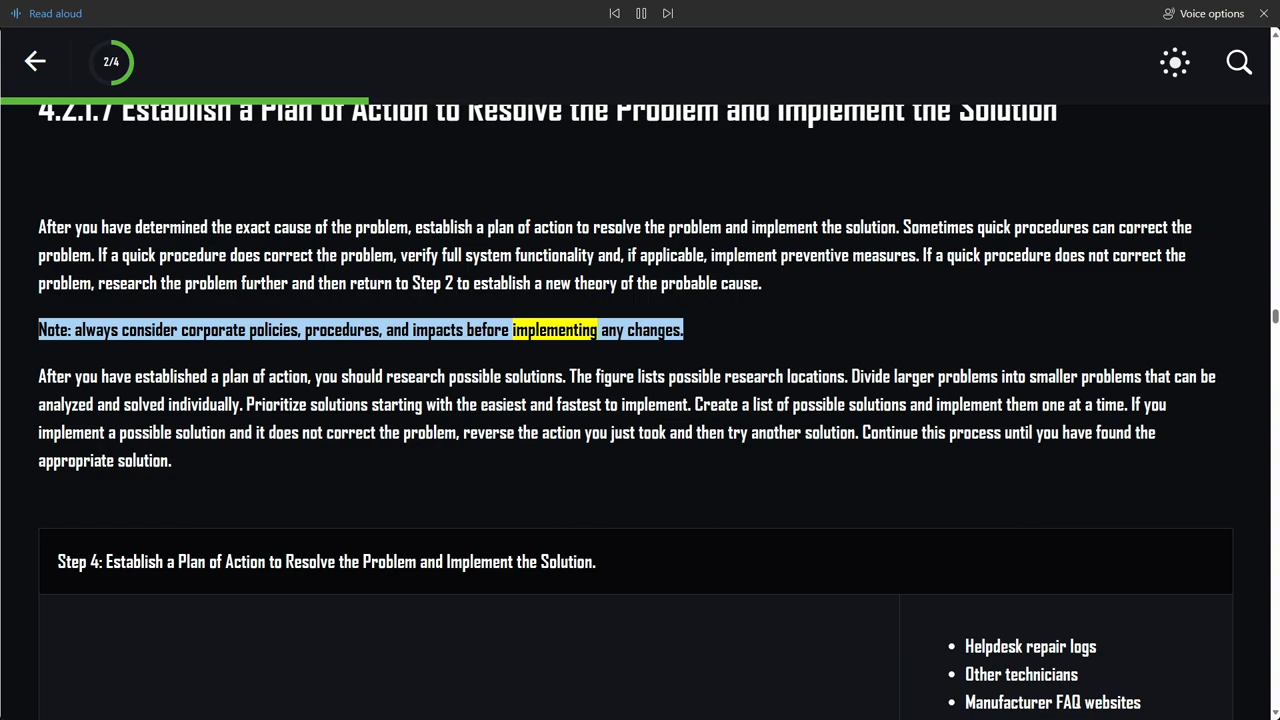 Read aloud
Voice options
2/4
4.2.1.7 Establish a Plan of Action to Resolve the Problem and Implement the Solution
After you have determined the exact cause of the problem, establish a plan of action to resolve the problem and implement the solution. Sometimes quick procedures can correct the
problem. If a quick procedure does correct the problem, verify full system functionality and, if applicable, implement preventive measures. If a quick procedure does not correct the
problem, research the problem further and then return to Step 2 to establish a new theory of the probable cause.
Note: always consider corporate policies, procedures, and impacts before implementing any changes.
After you have established a plan of action, you should research possible solutions. The figure lists possible research locations. Divide larger problems into smaller problems that can be
analyzed and solved individually. Prioritize solutions starting with the easiest and fastest to implement. Create a list of possible solutions and implement them one at a time. If you
implement a possible solution and it does not correct the problem, reverse the action you just took and then try another solution. Continue this process until you have found the
appropriate solution.
Step 4: Establish a Plan of Action to Resolve the Problem and Implement the Solution.
• Helpdesk repair logs
• Other technicians
• Manufacturer FAQ websites